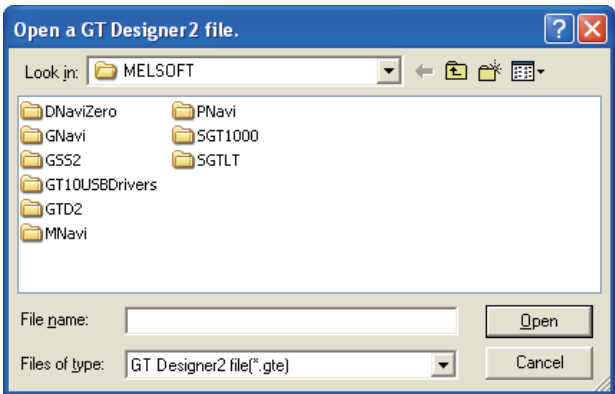 Open a GT Designer2 file.
Look in: MELSOFT
DNaviZero PNavi
GNavi SGT1000
GSS2 SGTLT
GT10USBDrivers
GTD2
MNavi
File name: Open
Files of type: GT Designer2 file(*.gte) Cancel